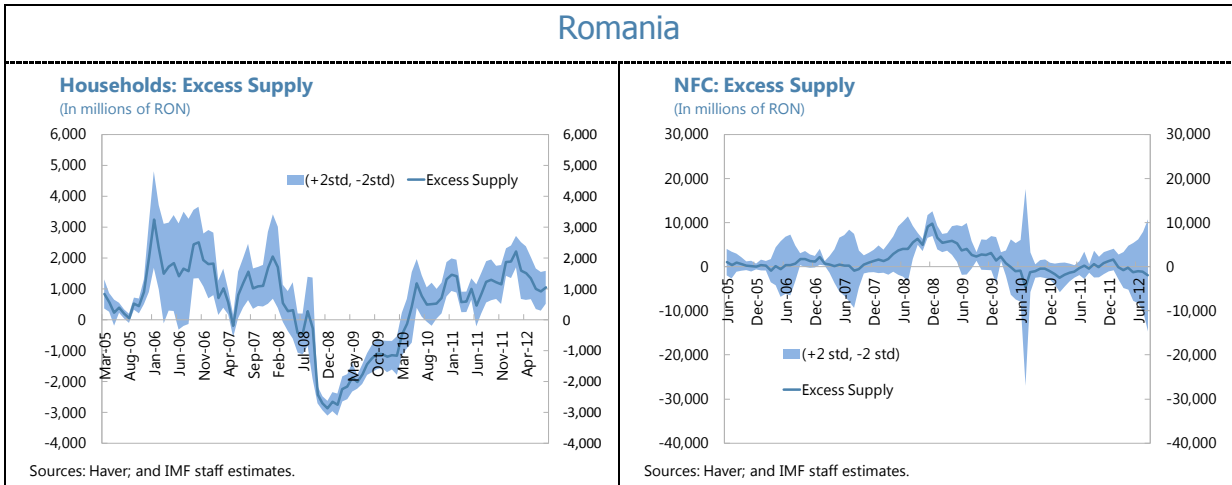 Romania
Households: Excess Supply
(In millions of RON)
6,000
5,000
4,000
3,000
2,000
1,000
0
-1,000
-2,000
-3,000
-4,000
6,000
5,000
4,000
3,000
2,000
1,000
0
-1,000
-2,000
-3,000
-4,000
(+2std, -2std)
Excess Supply
Mar-05
Aug-05
Jan-06
Jun-06
Nov-06
Apr-07
Sep-07
Feb-08
Jul-08
Dec-08
May-09
Oct-09
Mar-10
Aug-10
Jan-11
Jun-11
Nov-11
Apr-12
Sources: Haver; and IMF staff estimates.
NFC: Excess Supply
(In millions of RON)
30,000
20,000
10,000
0
-10,000
-20,000
-30,000
-40,000
30,000
20,000
10,000
0
-10,000
-20,000
-30,000
-40,000
Jun-05
Dec-05
Jun-06
Dec-06
Jun-07
Dec-07
Jun-08
Dec-08
Jun-09
Dec-09
Jun-10
Dec-10
Jun-11
Dec-11
Jun-12
(+2 std, -2 std)
Excess Supply
Sources: Haver; and IMF staff estimates.